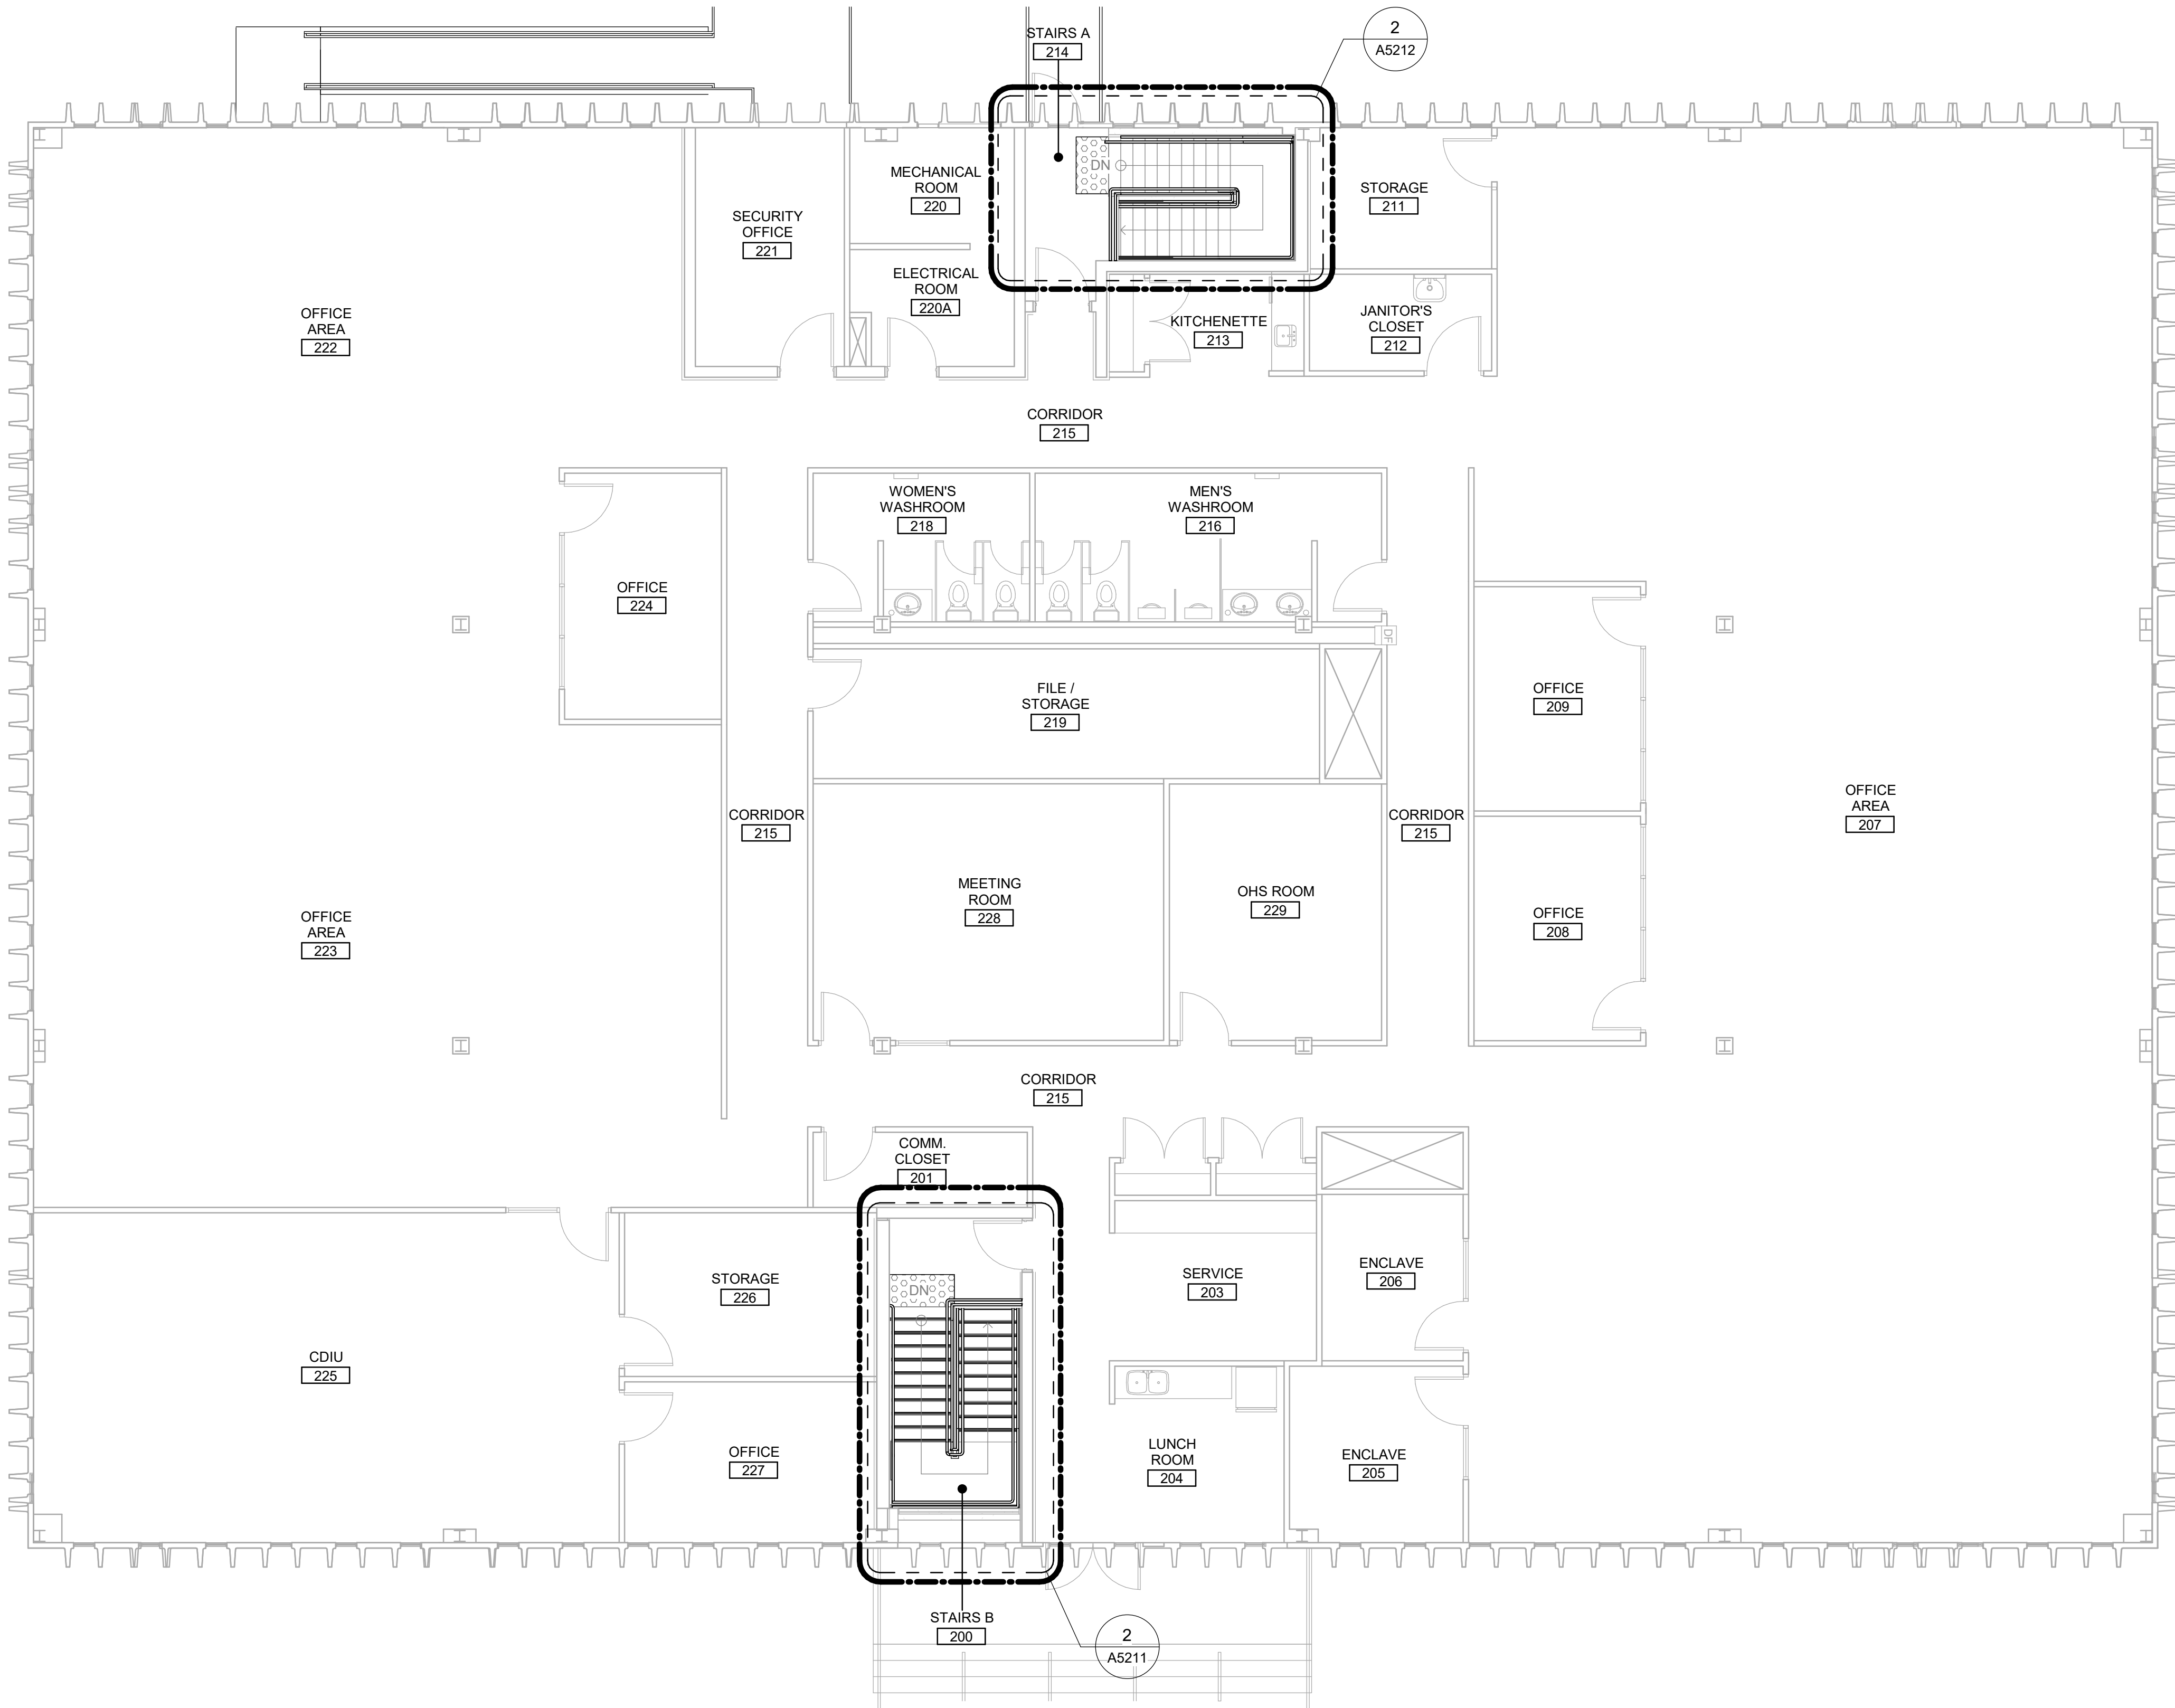 STAIRS A
214
2
A5212
DN
MECHANICAL
ROOM
220
STORAGE
211
SECURITY
OFFICE
221
ELECTRICAL
ROOM
220A
OFFICE
AREA
222
KITCHENETTE
213
JANITOR'S
CLOSET
212
CORRIDOR
215
WOMEN'S
WASHROOM
218
MEN'S
WASHROOM
216
OFFICE
224
DF
FILE /
STORAGE
219
OFFICE
209
CORRIDOR
215
CORRIDOR
215
OFFICE
AREA
207
MEETING
ROOM
228
OHS ROOM
229
OFFICE
AREA
223
OFFICE
208
CORRIDOR
215
COMM.
CLOSET
201
STORAGE
226
DN
SERVICE
203
ENCLAVE
206
CDIU
225
OFFICE
227
LUNCH
ROOM
204
ENCLAVE
205
STAIRS B
200
2
A5211